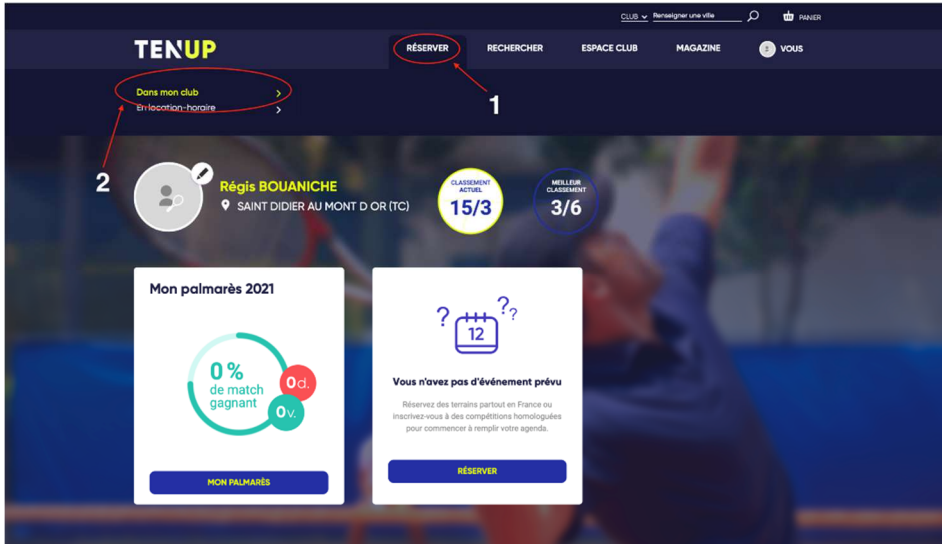 CLUB Renseigner une ville PANIER
TENUP RÉSERVER RECHERCHER ESPACE CLUB MAGAZINE VOUS
Dans mon club
En location-horaire
1
2
Régis BOUANICHE
SAINT DIDIER AU MONT D OR (TC)
CLASSEMENT
ACTUEL
15/3
MEILLEUR
CLASSEMENT
3/6
Mon palmarès 2021
0 %
de match
gagnant
0d.
0v.
MON PALMARÈS
? ??
12
Vous n'avez pas d'événement prévu
Réservez des terrains partout en France ou
inscrivez-vous à des compétitions homologuées
pour commencer à remplir votre agenda.
RÉSERVER